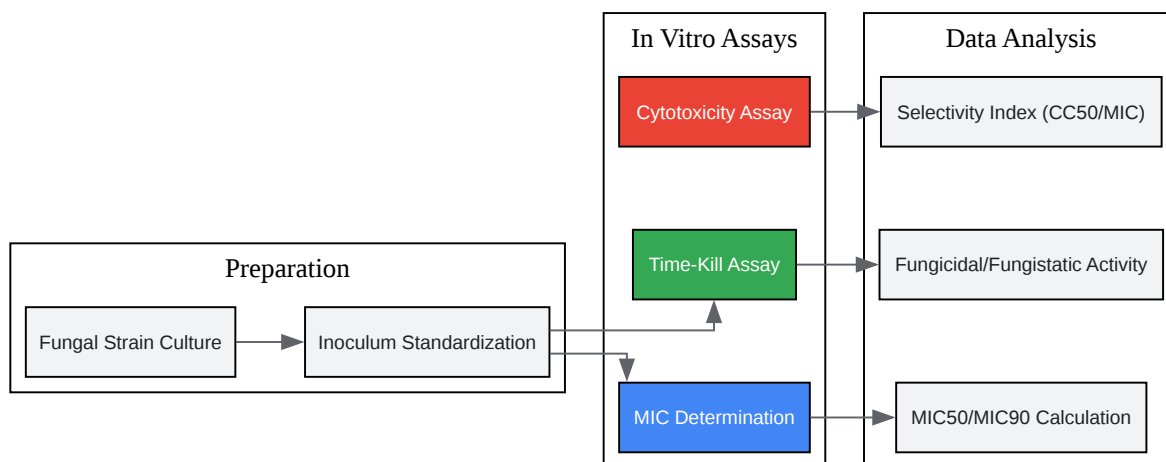 In Vitro Assays
Data Analysis
Cytotoxicity Assay
Selectivity Index (CC50/MIC)
Time-Kill Assay
Fungicidal/Fungistatic Activity
Preparation
Fungal Strain Culture
Inoculum Standardization
MIC Determination
MIC50/MIC90 Calculation